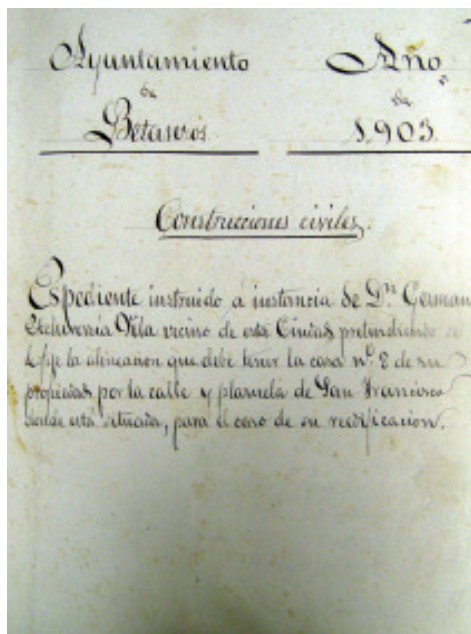 Ayuntamiento Año
de de
Betanzos 1.903.
Construcciones civiles.
Espediente instruido á instancia de Dn. German
Etcheverria Vila vecino de esta Ciudad, pretendiendo se
le fije la alineacion que debe tener la casa nº. 2 de su
propiedad por la calle y plazuela de San Francisco
donde está situada, para el caso de su reedificacion.